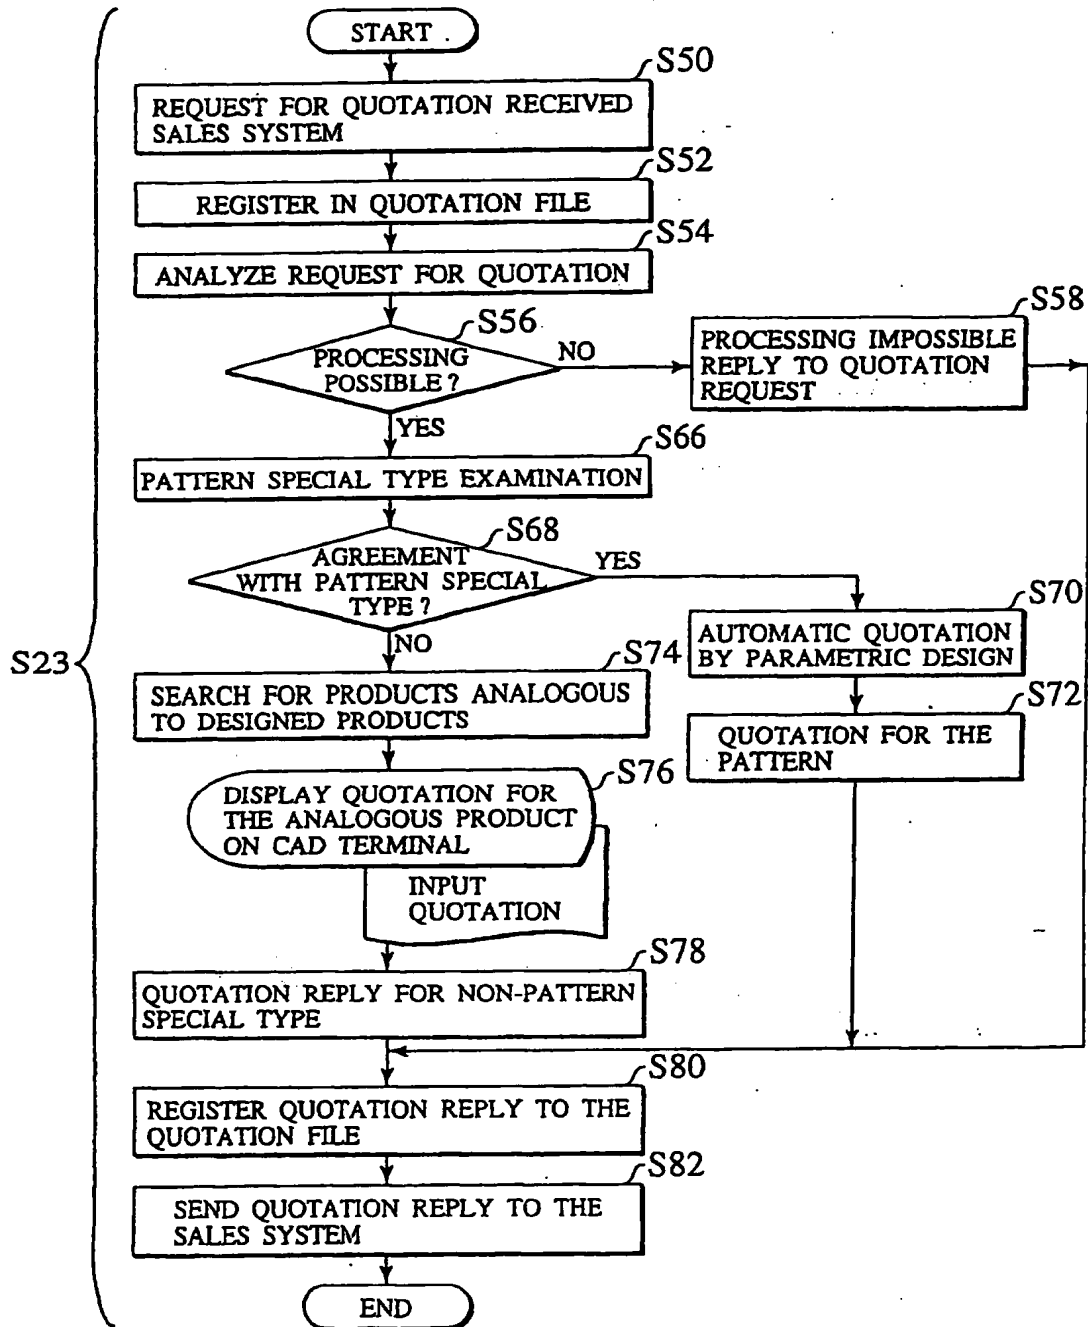 START
S50
REQUEST FOR QUOTATION RECEIVED
SALES SYSTEM
S52
REGISTER IN QUOTATION FILE
S54
ANALYZE REQUEST FOR QUOTATION
S56
PROCESSING
POSSIBLE?
NO
S58
PROCESSING IMPOSSIBLE
REPLY TO QUOTATION
REQUEST
YES
S66
PATTERN SPECIAL TYPE EXAMINATION
S68
AGREEMENT
WITH PATTERN SPECIAL
TYPE?
YES
S70
AUTOMATIC QUOTATION
BY PARAMETRIC DESIGN
S72
QUOTATION FOR THE
PATTERN
NO
S23
S74
SEARCH FOR PRODUCTS ANALOGOUS
TO DESIGNED PRODUCTS
S76
DISPLAY QUOTATION FOR
THE ANALOGOUS PRODUCT
ON CAD TERMINAL
INPUT
QUOTATION
S78
QUOTATION REPLY FOR NON-PATTERN
SPECIAL TYPE
S80
REGISTER QUOTATION REPLY TO THE
QUOTATION FILE
S82
SEND QUOTATION REPLY TO THE
SALES SYSTEM
END